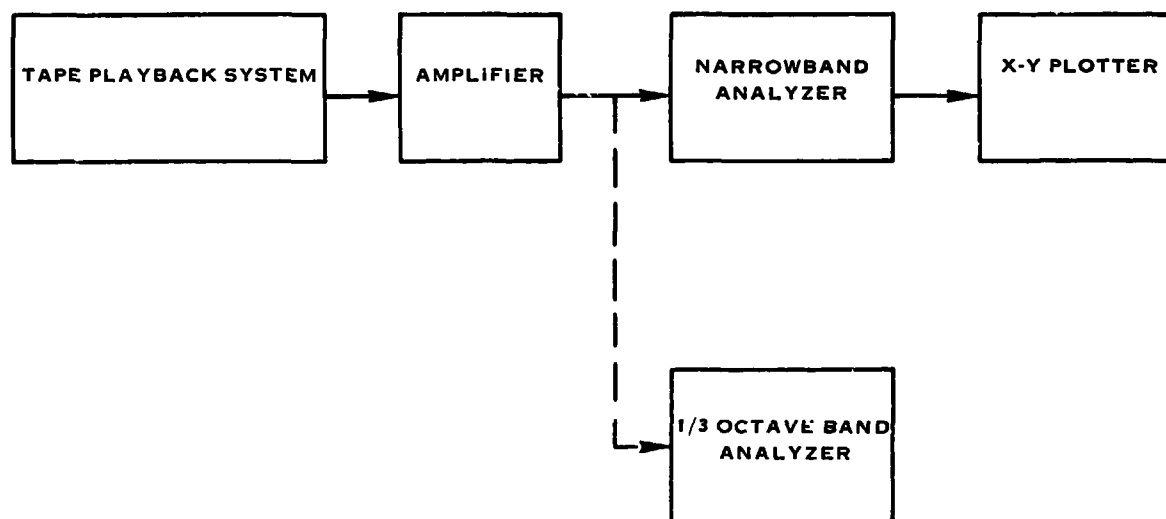 TAPE PLAYBACK SYSTEM
AMPLIFIER
NARROWBAND
ANALYZER
X-Y PLOTTER
1/3 OCTAVE BAND
ANALYZER